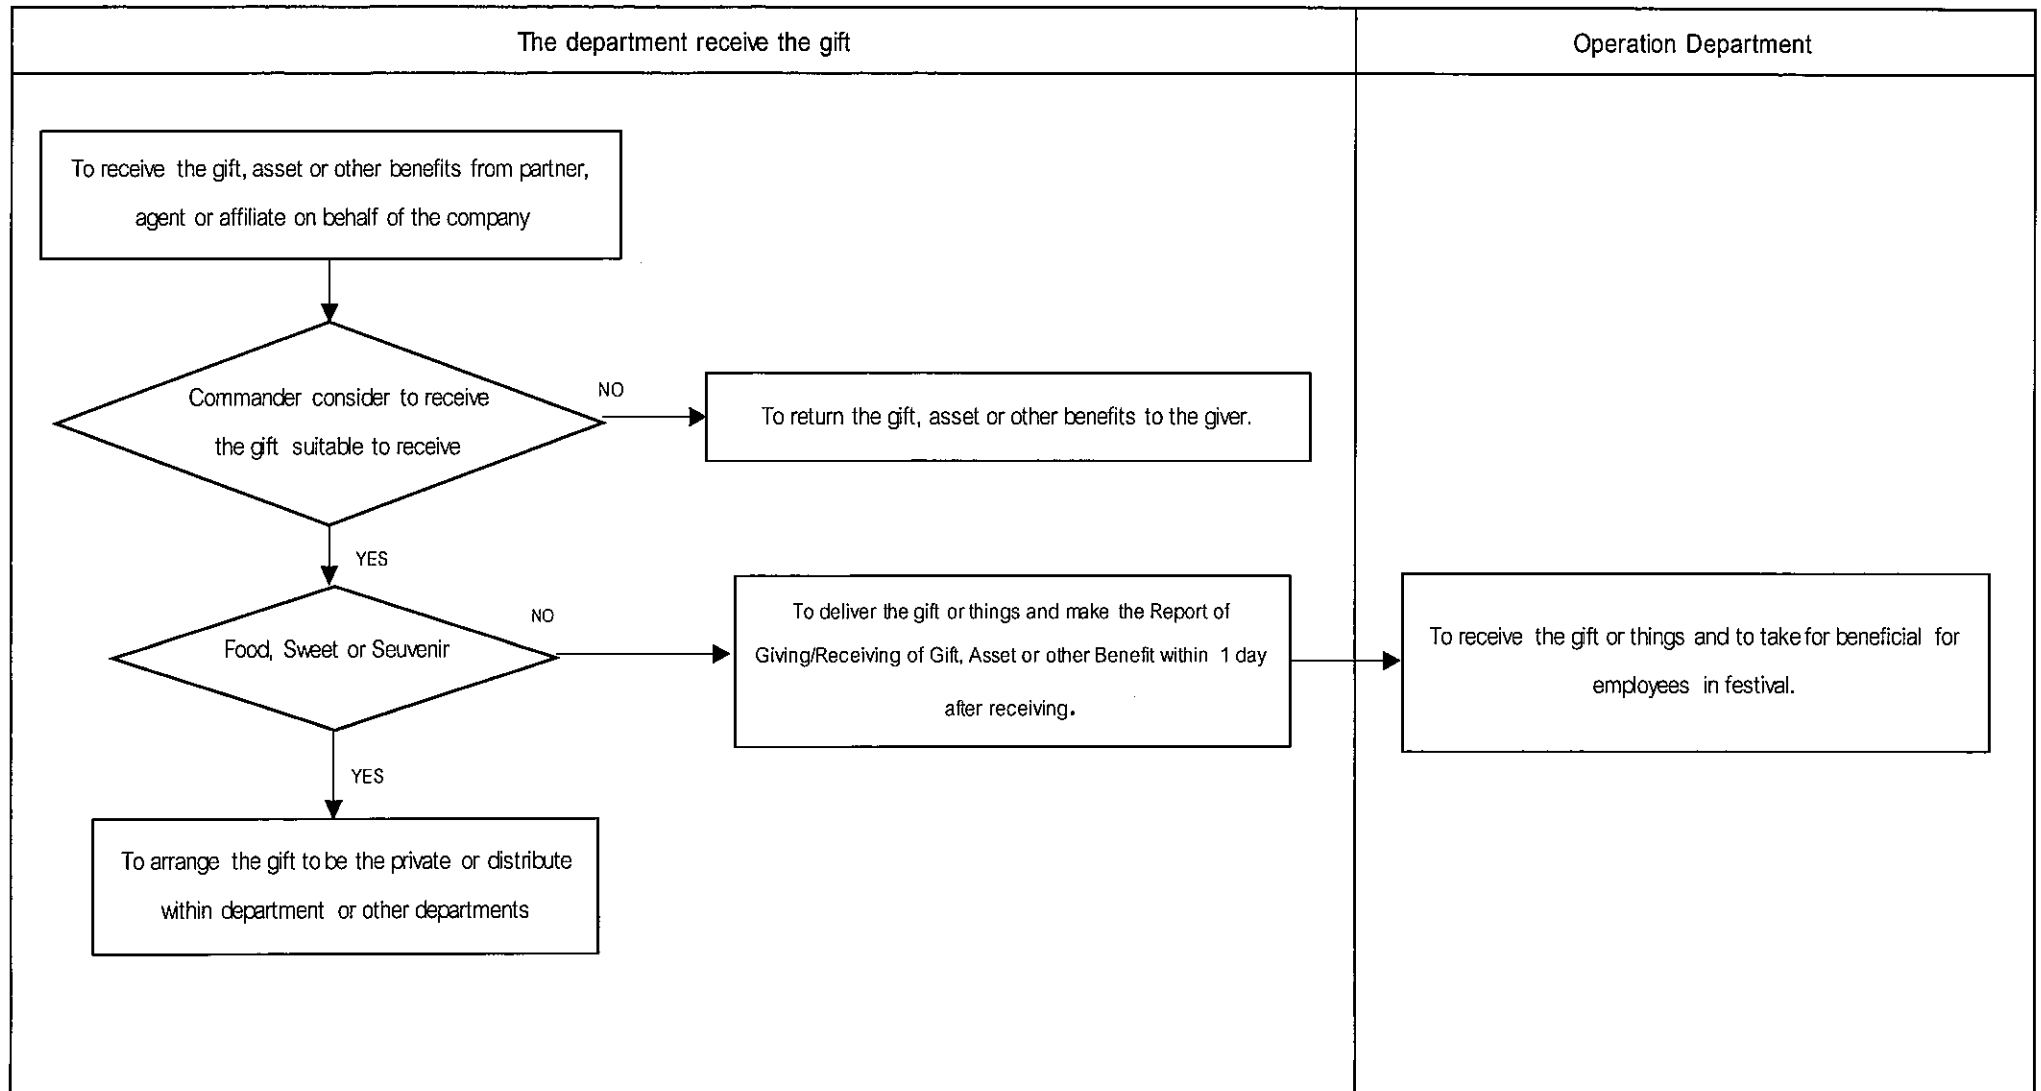 The department receive the gift
Operation Department
To receive the gift, asset or other benefits from partner,
agent or affiliate on behalf of the company
Commander consider to receive
the gift suitable to receive
NO
To return the gift, asset or other benefits to the giver.
YES
Food, Sweet or Seuvenir
NO
To deliver the gift or things and make the Report of
Giving/Receiving of Gift, Asset or other Benefit within 1 day
after receiving.
To receive the gift or things and to take for beneficial for
employees in festival.
YES
To arrange the gift to be the private or distribute
within department or other departments